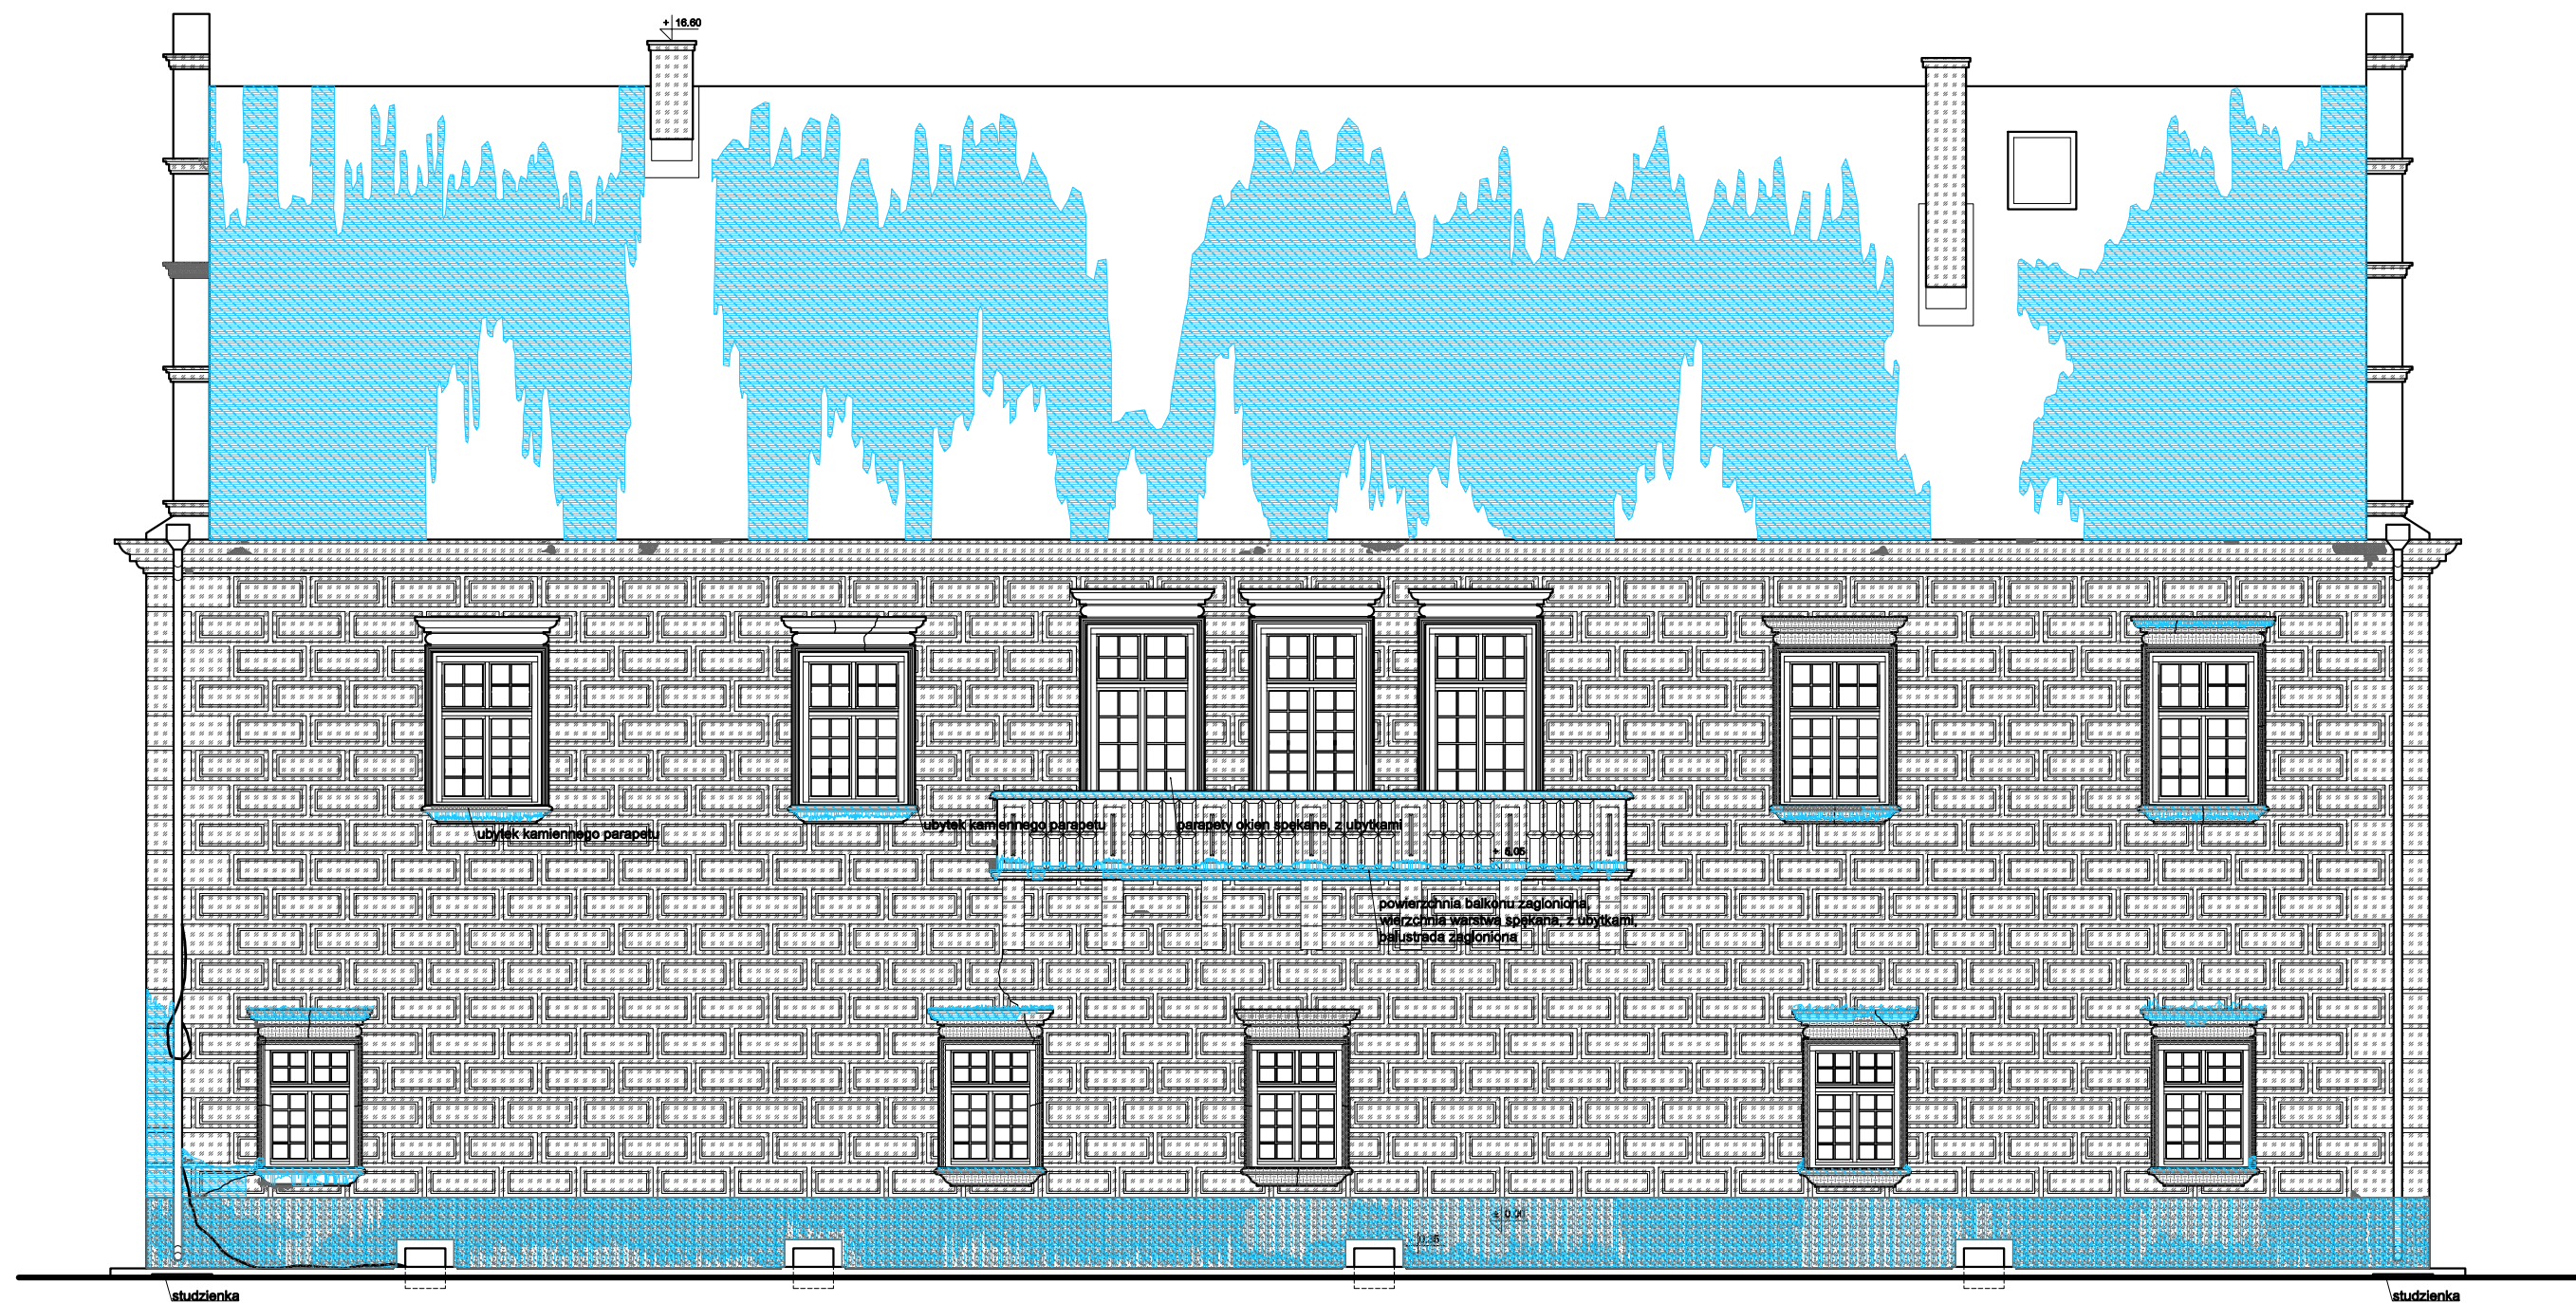 + 16.60
ubytek kamiennego parapetu
ubytek kamiennego parapetu
parapety okien spękane, z ubytkami
+ 5.05
powierzchnia balkonu zagloniona,
wierzchnia warstwa spękana, z ubytkami,
balustrada zagloniona
± 0.00
studzienka
studzienka